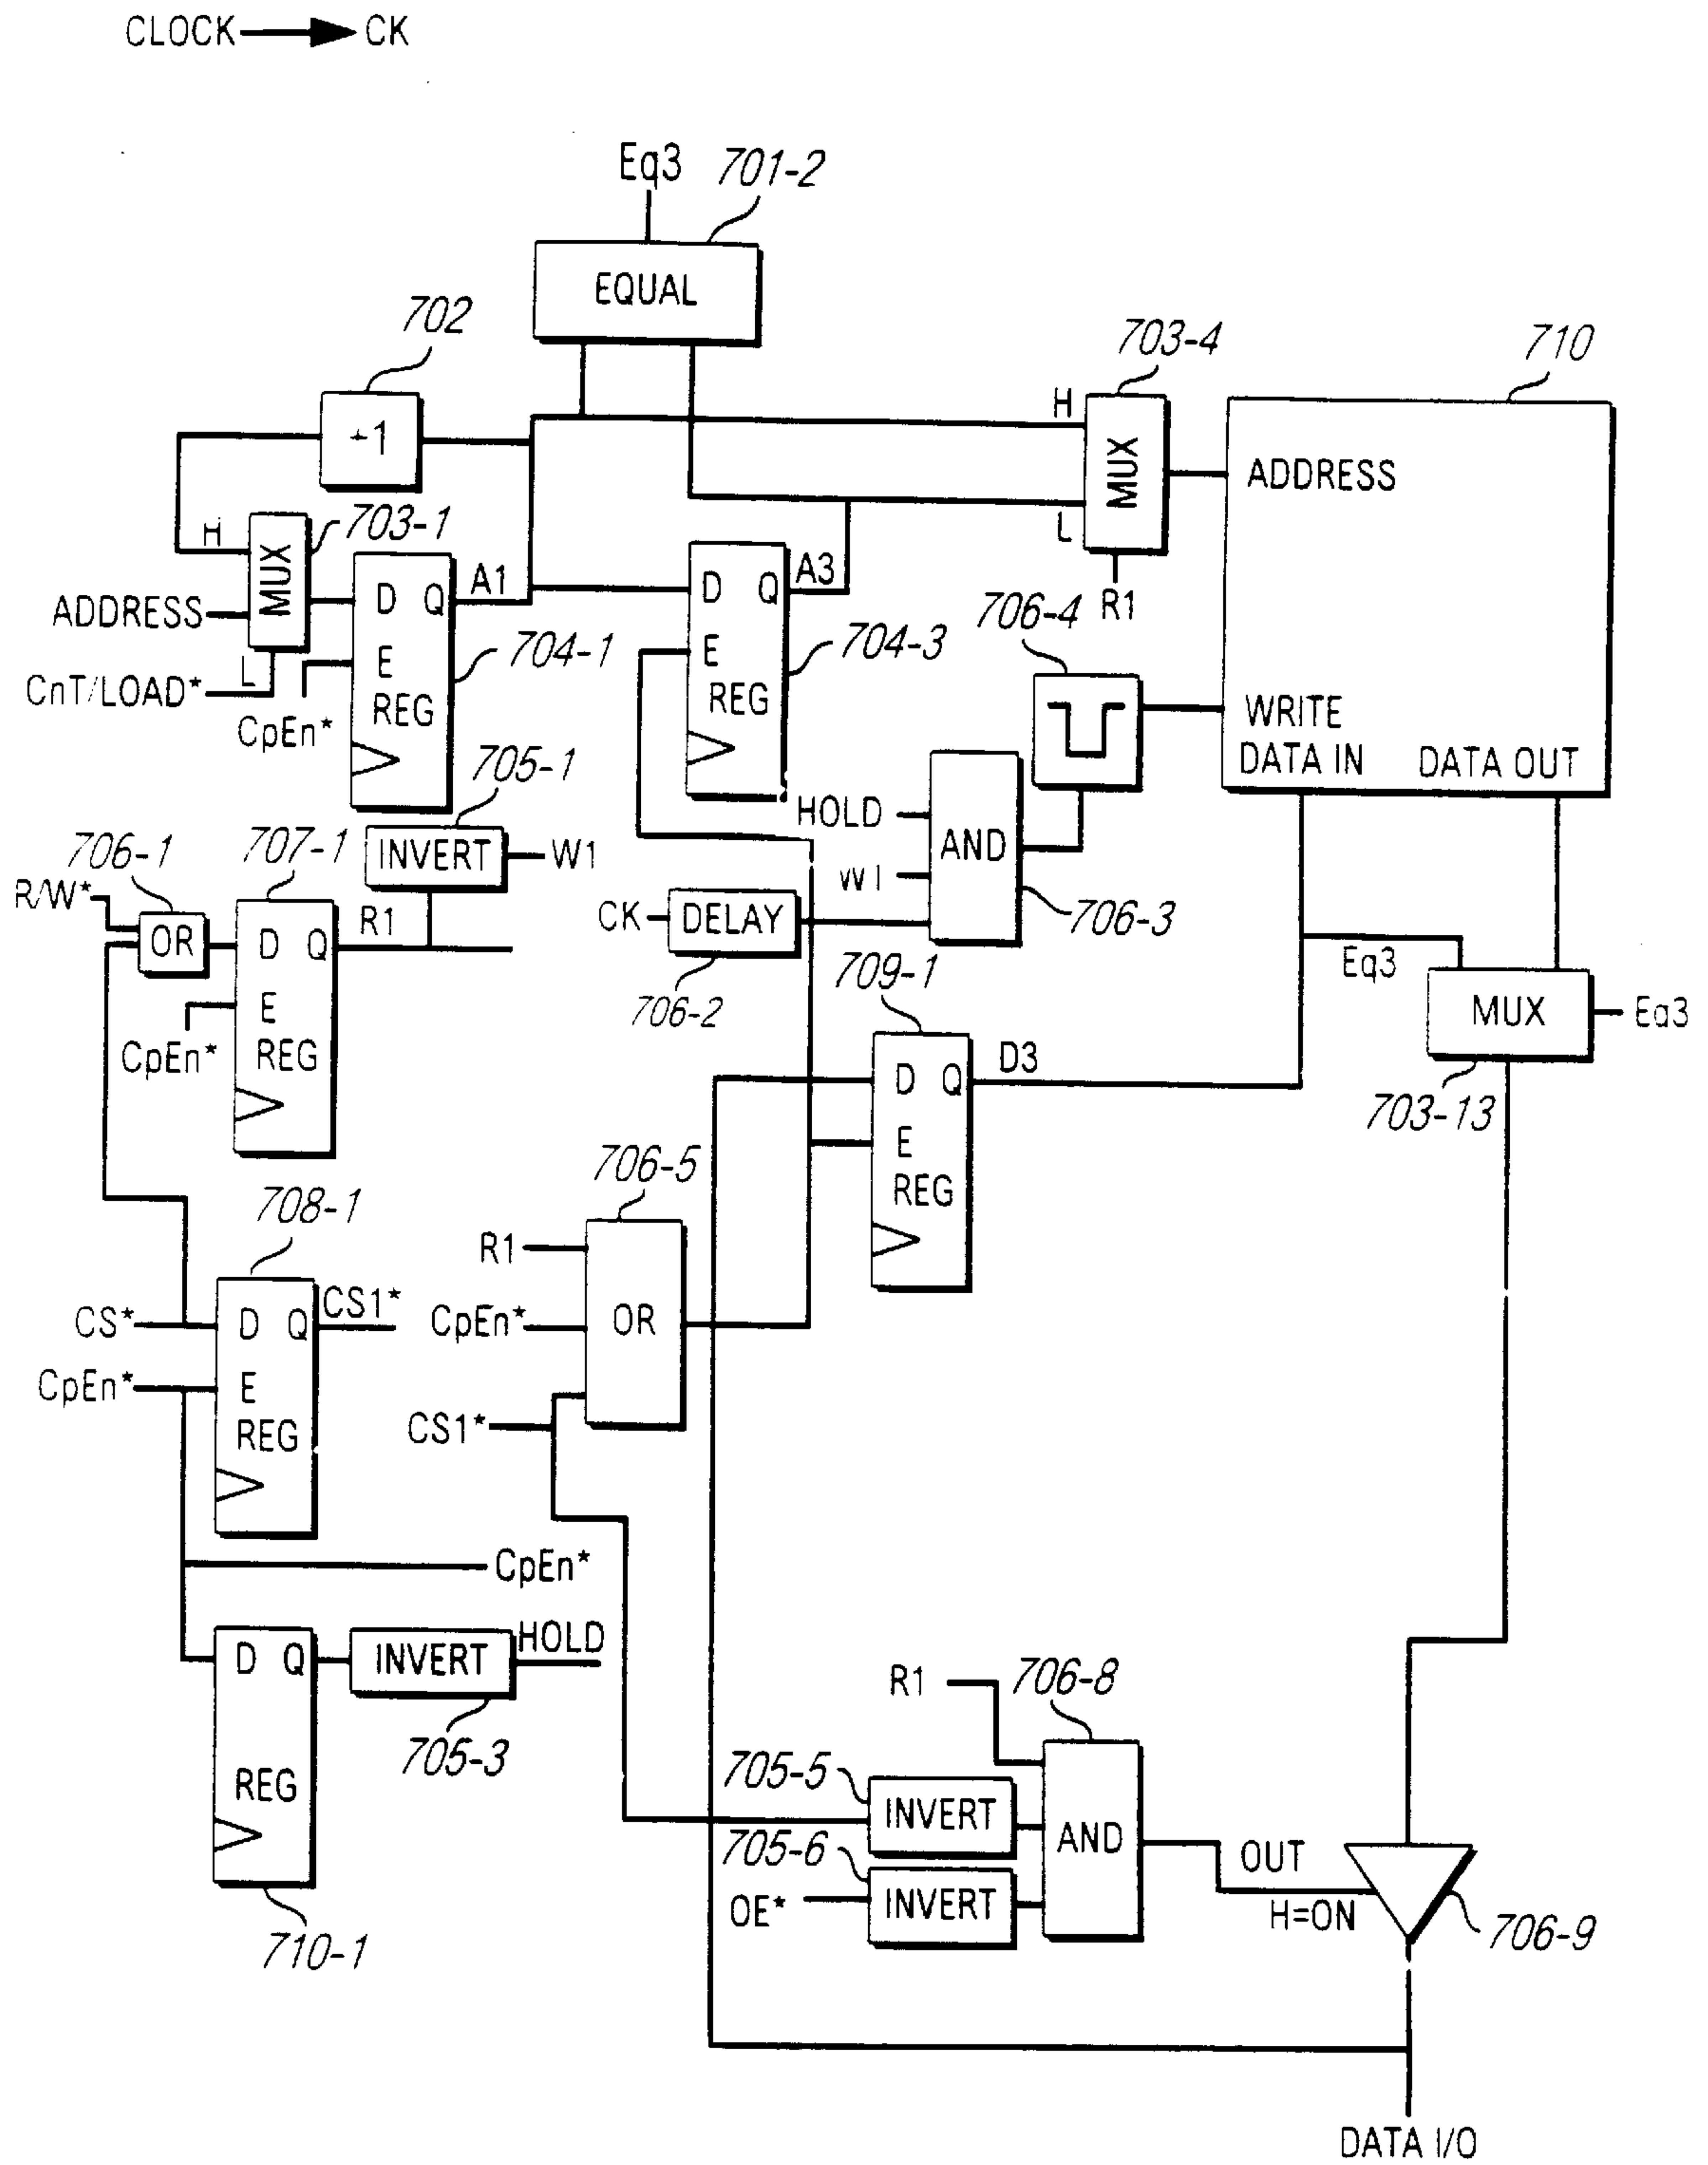 CLOCK CK
Eq3 701-2
EQUAL
702
+1
703-4
710
H
MUX
L
R1
ADDRESS
WRITE
DATA IN DATA OUT
H
703-1
MUX
ADDRESS
L
CnT/LOAD*
CpEn*
D Q A1
E
REG
704-1
D Q A3
E
REG
704-3
706-4
HOLD
W1
AND
706-3
CK DELAY
706-2
705-1
INVERT W1
706-1
R/W*
OR
707-1
D Q R1
E
REG
CpEn*
709-1
D Q D3
E
REG
Eq3
MUX Eq3
703-13
708-1
CS* D Q CS1*
CpEn* E
REG
706-5
R1
CpEn* OR
CS1*
CpEn*
D Q INVERT HOLD
705-3
REG
710-1
R1 706-8
705-5
INVERT
AND
705-6
OE* INVERT
OUT
H=ON
706-9
DATA I/O